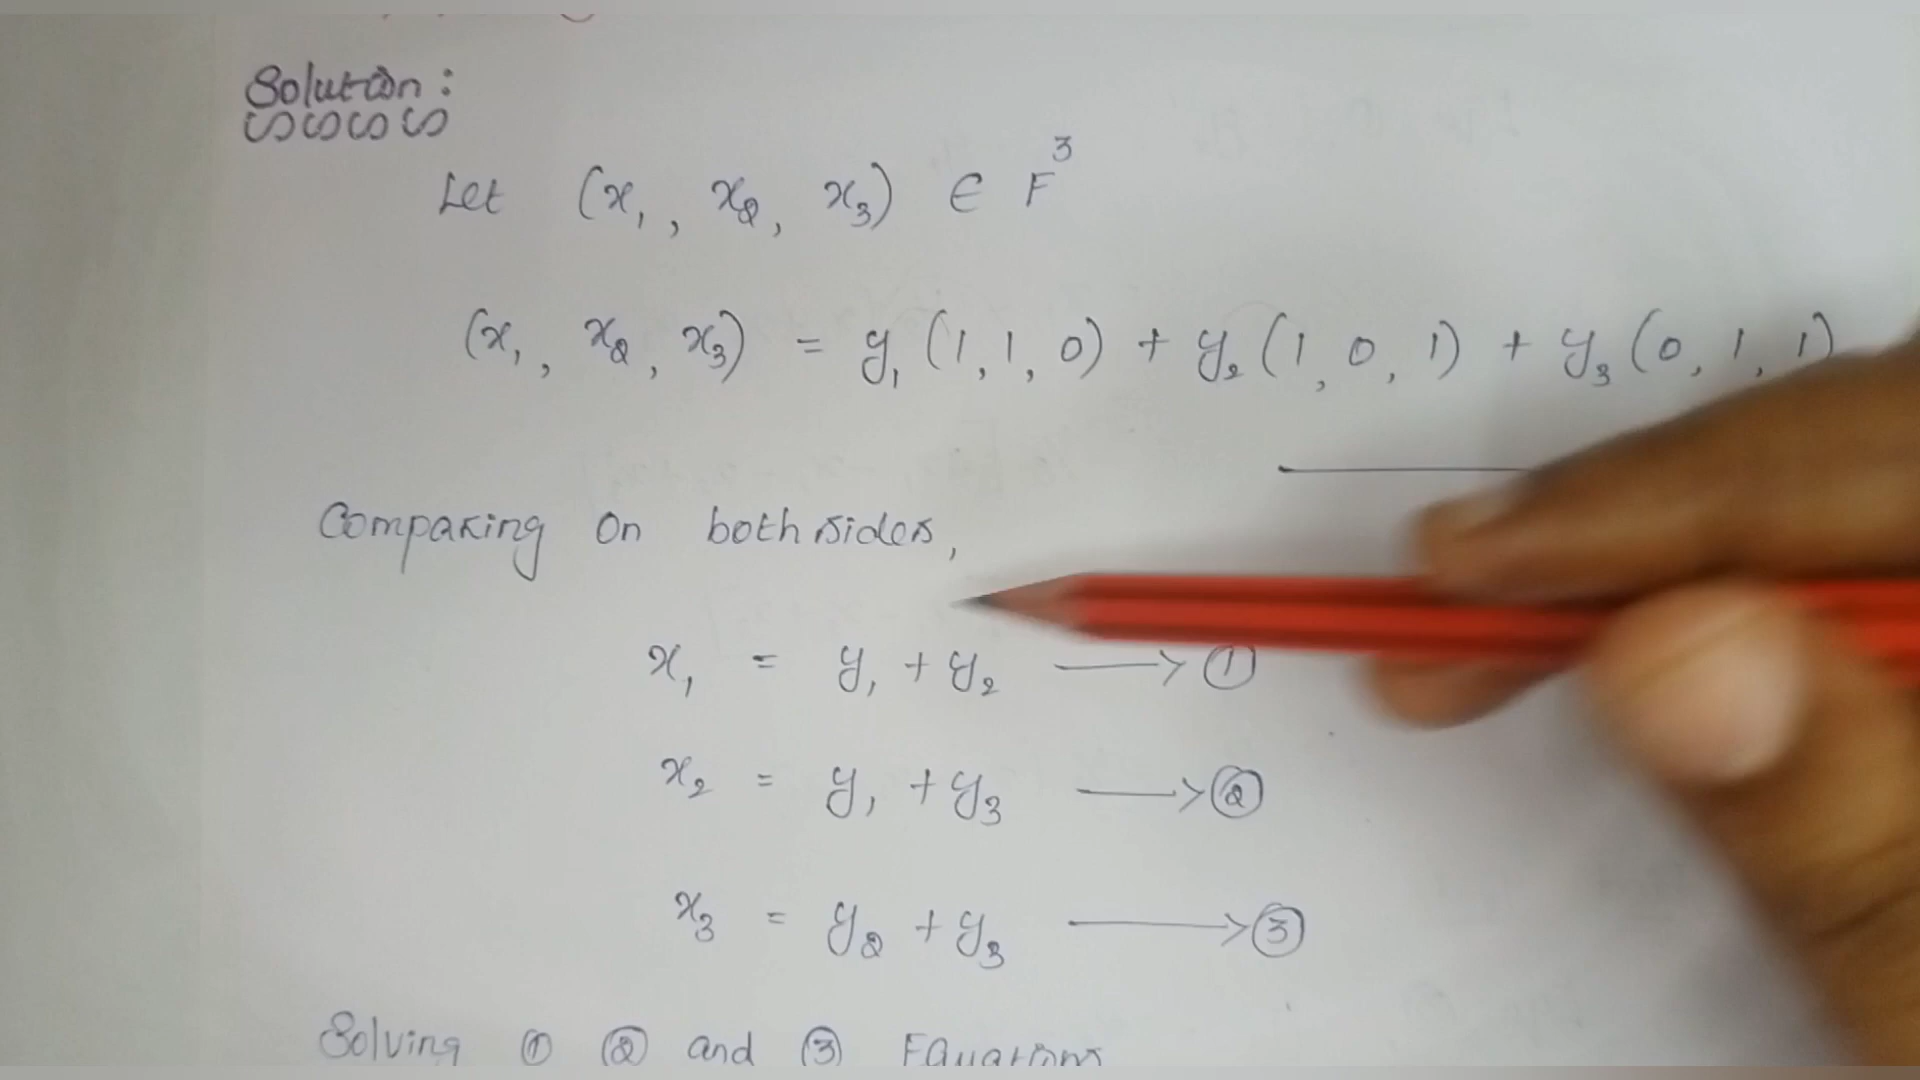 Solution:
Let (x₁, x₂, x₃) ∈ F³
(x₁, x₂, x₃) = y₁(1,1,0) + y₂(1,0,1) + y₃(0,1,1)
Comparing on both sides,
x₁ = y₁ + y₂ ⟶ ①
x₂ = y₁ + y₃ ⟶ ②
x₃ = y₂ + y₃ ⟶ ③
Solving ① ② and ③ Equations